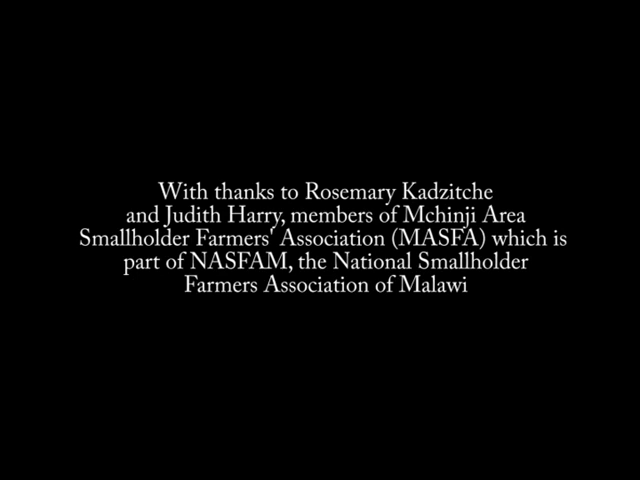 With thanks to Rosemary Kadzitche
and Judith Harry, members of Mchinji Area
Smallholder Farmers' Association (MASFA) which is
part of NASFAM, the National Smallholder
Farmers Association of Malawi